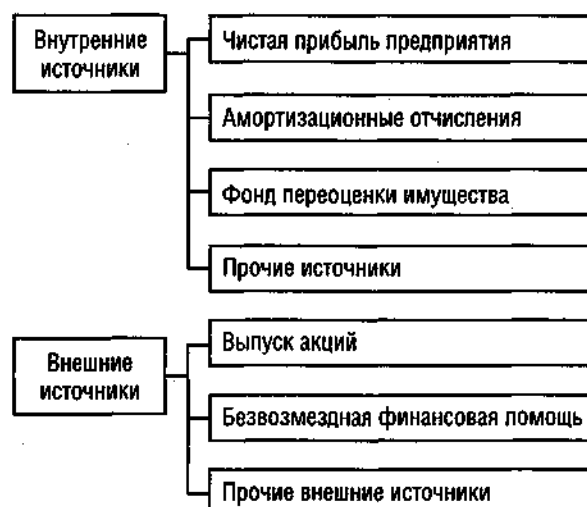 Внутренние
источники
Чистая прибыль предприятия
Амортизационные отчисления
Фонд переоценки имущества
Прочие источники
Внешние
источники
Выпуск акций
Безвозмездная финансовая помощь
Прочие внешние источники